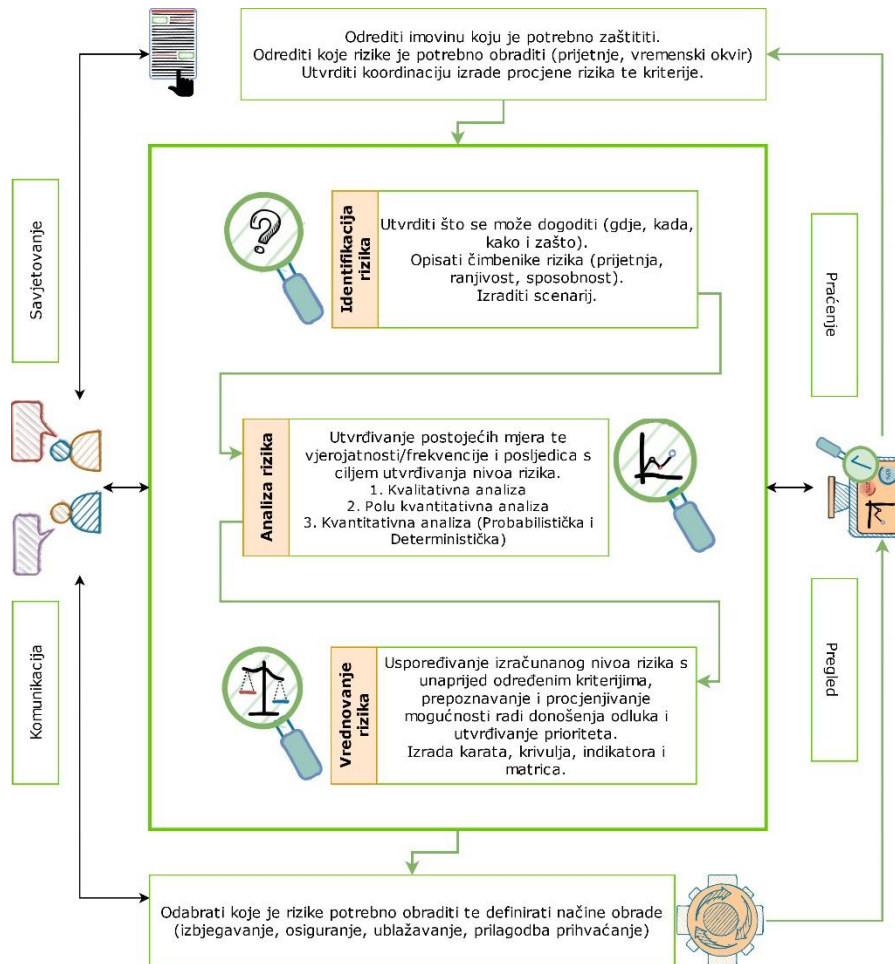 Odrediti imovinu koju je potrebno zaštititi.
Odrediti koje rizike je potrebno obraditi (prijetnje, vremenski okvir)
Utvrditi koordinaciju izrade procjene rizika te kriterije.
Savjetovanje
Identifikacija
rizika
Utvrditi što se može dogoditi (gdje, kada,
kako i zašto).
Opisati čimbenike rizika (prijetnja,
ranjivost, sposobnost).
Izraditi scenarij.
Praćenje
Analiza rizika
Utvrđivanje postojećih mjera te
vjerojatnosti/frekvencije i posljedica s
ciljem utvrđivanja nivoa rizika.
1. Kvalitativna analiza
2. Polu kvantitativna analiza
3. Kvantitativna analiza (Probabilistička i
Deterministička)
Komunikacija
Vrednovanje
rizika
Uspoređivanje izračunanog nivoa rizika s
unaprijed određenim kriterijima,
prepoznavanje i procjenjivanje
mogućnosti radi donošenja odluka i
utvrđivanje prioriteta.
Izrada karata, krivulja, indikatora i
matrica.
Pregled
Odabrati koje je rizike potrebno obraditi te definirati načine obrade
(izbjegavanje, osiguranje, ublažavanje, prilagodba prihvaćanje)